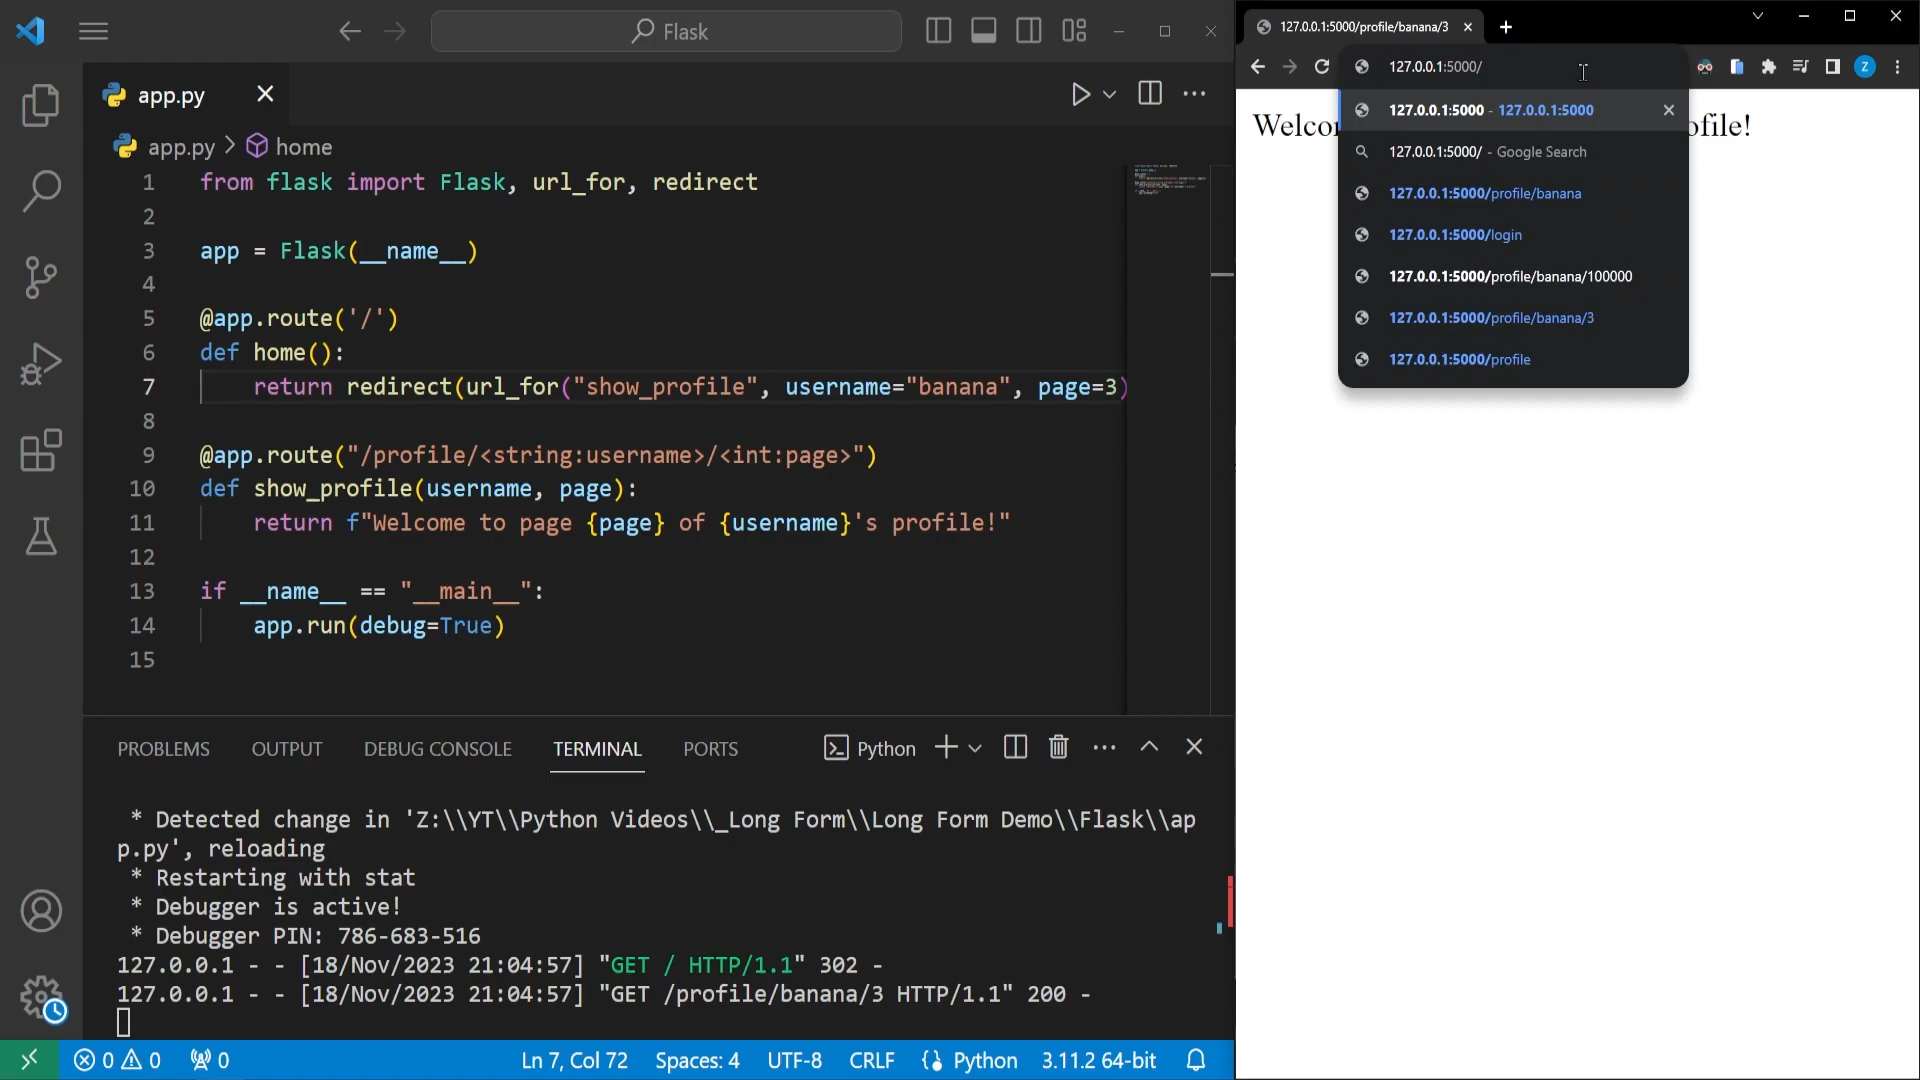 Flask
app.py
app.py > home
1 from flask import Flask, url_for, redirect
2
3 app = Flask(__name__)
4
5 @app.route('/')
6 def home():
7 return redirect(url_for("show_profile", username="banana", page=3)
8
9 @app.route("/profile/<string:username>/<int:page>")
10 def show_profile(username, page):
11 return f"Welcome to page {page} of {username}'s profile!"
12
13 if __name__ == "__main__":
14 app.run(debug=True)
15
PROBLEMS OUTPUT DEBUG CONSOLE TERMINAL PORTS Python
* Detected change in 'Z:\\YT\\Python Videos\\_Long Form\\Long Form Demo\\Flask\\ap
p.py', reloading
* Restarting with stat
* Debugger is active!
* Debugger PIN: 786-683-516
127.0.0.1 - - [18/Nov/2023 21:04:57] "GET / HTTP/1.1" 302 -
127.0.0.1 - - [18/Nov/2023 21:04:57] "GET /profile/banana/3 HTTP/1.1" 200 -
0 0 0 Ln 7, Col 72 Spaces: 4 UTF-8 CRLF Python 3.11.2 64-bit
127.0.0.1:5000/profile/banana/3
127.0.0.1:5000/
Z
127.0.0.1:5000 - 127.0.0.1:5000
127.0.0.1:5000/ - Google Search
127.0.0.1:5000/profile/banana
127.0.0.1:5000/login
127.0.0.1:5000/profile/banana/100000
127.0.0.1:5000/profile/banana/3
127.0.0.1:5000/profile
Welco ofile!